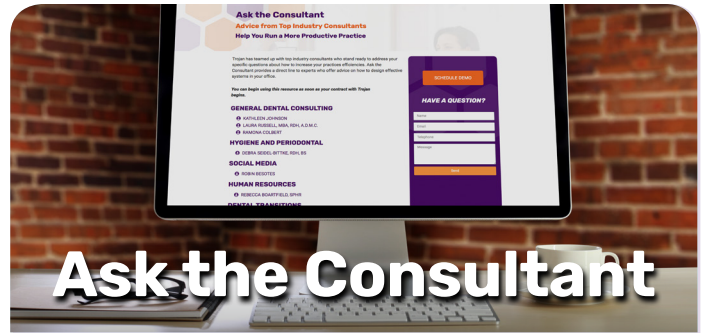 Ask the Consultant
Advice from Top Industry Consultants
Help You Run a More Productive Practice
Trojan has teamed up with top industry consultants who stand ready to address your
specific questions about how to increase your practices efficiencies. Ask the
Consultant provides a direct line to experts who offer advice on how to design effective
systems in your office.
You can begin using this resource as soon as your contract with Trojan
begins.
GENERAL DENTAL CONSULTING
KATHLEEN JOHNSON
LAURA RUSSELL, MBA, RDH, A.D.M.C.
RAMONA COLBERT
HYGIENE AND PERIODONTAL
DEBRA SEIDEL-BITTKE, RDH, BS
SOCIAL MEDIA
ROBIN BESOTES
HUMAN RESOURCES
REBECCA BOARTFIELD, SPHR
DENTAL TRANSITIONS
SCHEDULE DEMO
HAVE A QUESTION?
Name
Email
Telephone
Message
Send
Ask the Consultant